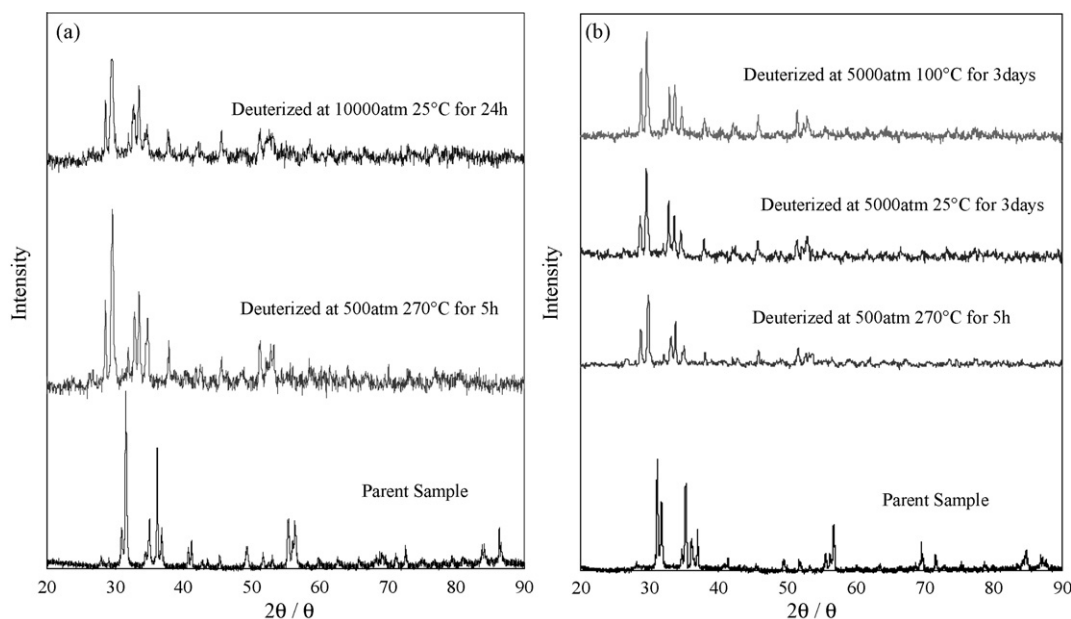 (a)
Deuterized at 10000atm 25°C for 24h
Deuterized at 500atm 270°C for 5h
Parent Sample
Intensity
20 30 40 50 60 70 80 90
2θ / θ
(b)
Deuterized at 5000atm 100°C for 3days
Deuterized at 5000atm 25°C for 3days
Deuterized at 500atm 270°C for 5h
Parent Sample
Intensity
20 30 40 50 60 70 80 90
2θ / θ